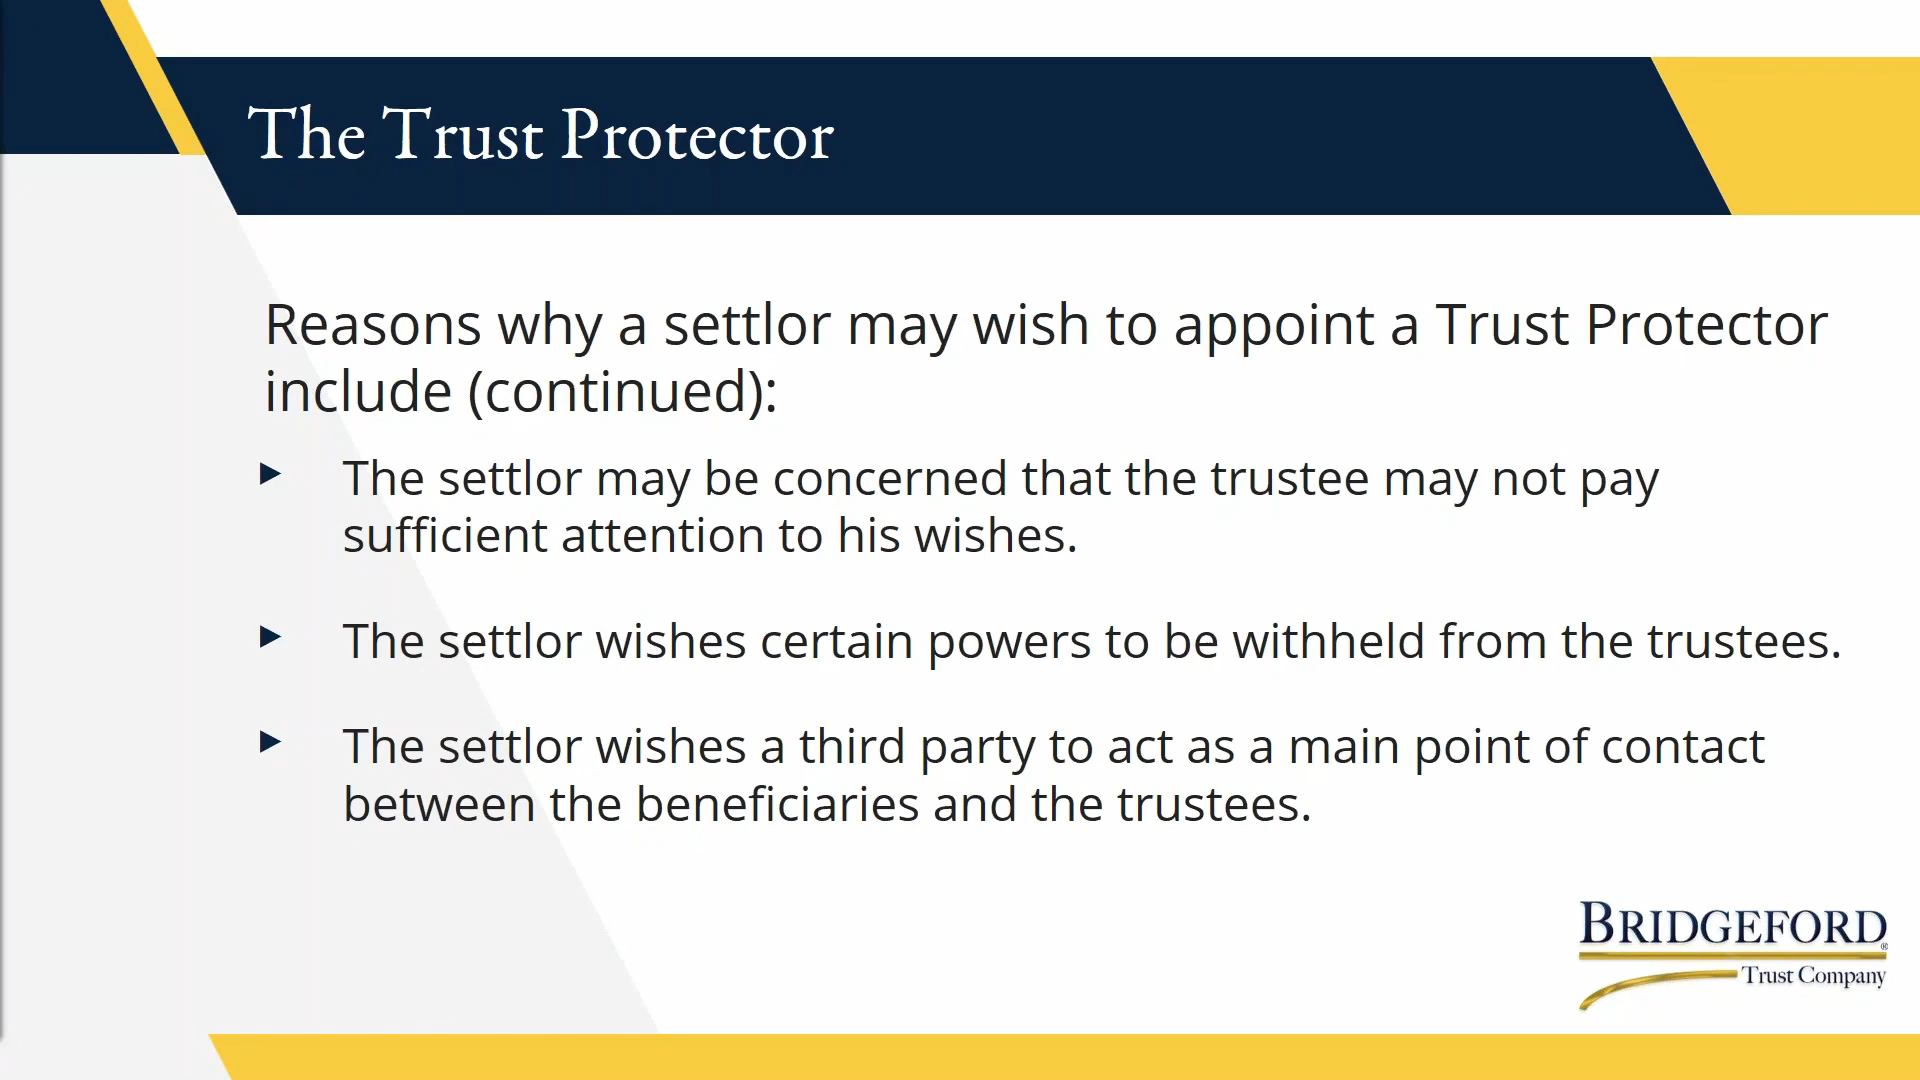 The Trust Protector
Reasons why a settlor may wish to appoint a Trust Protector
include (continued):
► The settlor may be concerned that the trustee may not pay
sufficient attention to his wishes.
► The settlor wishes certain powers to be withheld from the trustees.
► The settlor wishes a third party to act as a main point of contact
between the beneficiaries and the trustees.
BRIDGEFORD®
Trust Company